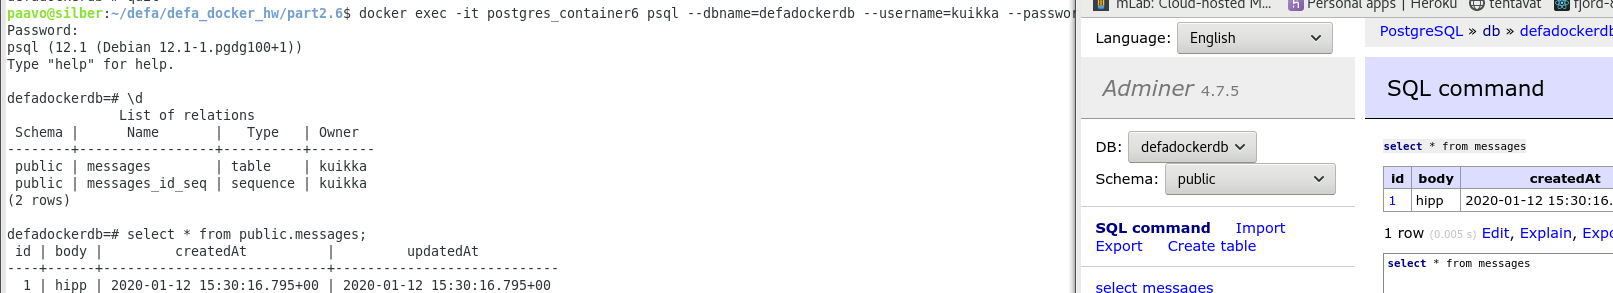 paavo@silber:~/defa/defa_docker_hw/part2.6$ docker exec -it postgres_container6 psql --dbname=defadockerdb --username=kuikka --passwor
Password:
psql (12.1 (Debian 12.1-1.pgdg100+1))
Type "help" for help.
defadockerdb=# \d
List of relations
Schema | Name | Type | Owner
--------+-----------------+----------+--------
public | messages | table | kuikka
public | messages_id_seq | sequence | kuikka
(2 rows)
defadockerdb=# select * from public.messages;
id | body | createdAt | updatedAt
----+------+----------------------------+----------------------------
1 | hipp | 2020-01-12 15:30:16.795+00 | 2020-01-12 15:30:16.795+00
mLab: Cloud-hosted M... Personal apps | Heroku tentavat fjord-
Language: English
Adminer 4.7.5
DB: defadockerdb
Schema: public
SQL command Import
Export Create table
select messages
PostgreSQL » db » defadockerdb
SQL command
select * from messages
id body createdAt
1 hipp 2020-01-12 15:30:16.
1 row (0.005 s) Edit, Explain, Expo
select * from messages